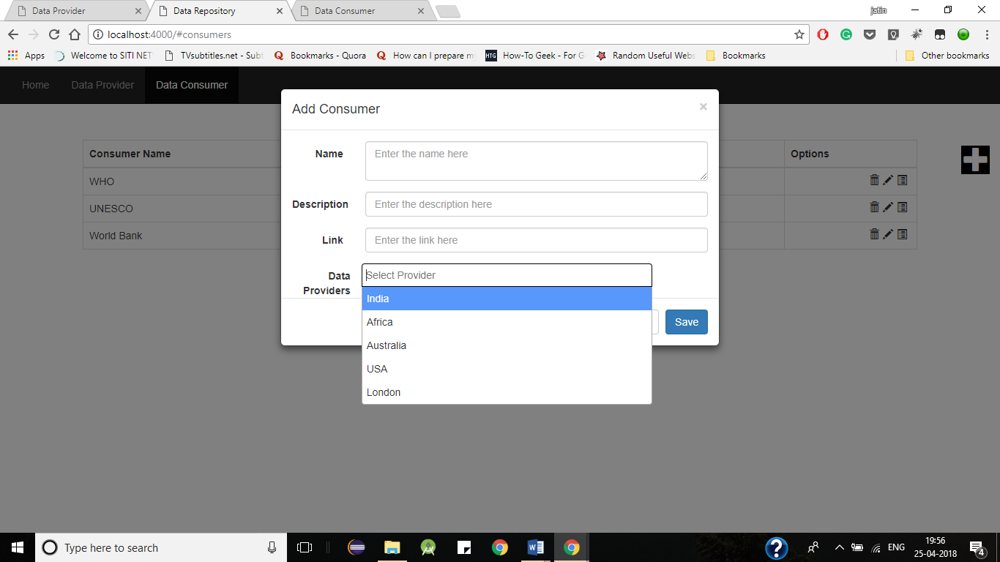 Data Provider
Data Repository
Data Consumer
jatin
localhost:4000/#consumers
Apps
Welcome to SITI NET
TVsubtitles.net - Subt
Bookmarks - Quora
How can I prepare m
HTG
How-To Geek - For G
Random Useful Webs
Bookmarks
Other bookmarks
Home
Data Provider
Data Consumer
Add Consumer
×
Consumer Name
Options
WHO
UNESCO
World Bank
Name
Enter the name here
Description
Enter the description here
Link
Enter the link here
Data
Providers
Select Provider
India
Africa
Australia
USA
London
Save
Type here to search
ENG
19:56
25-04-2018
4